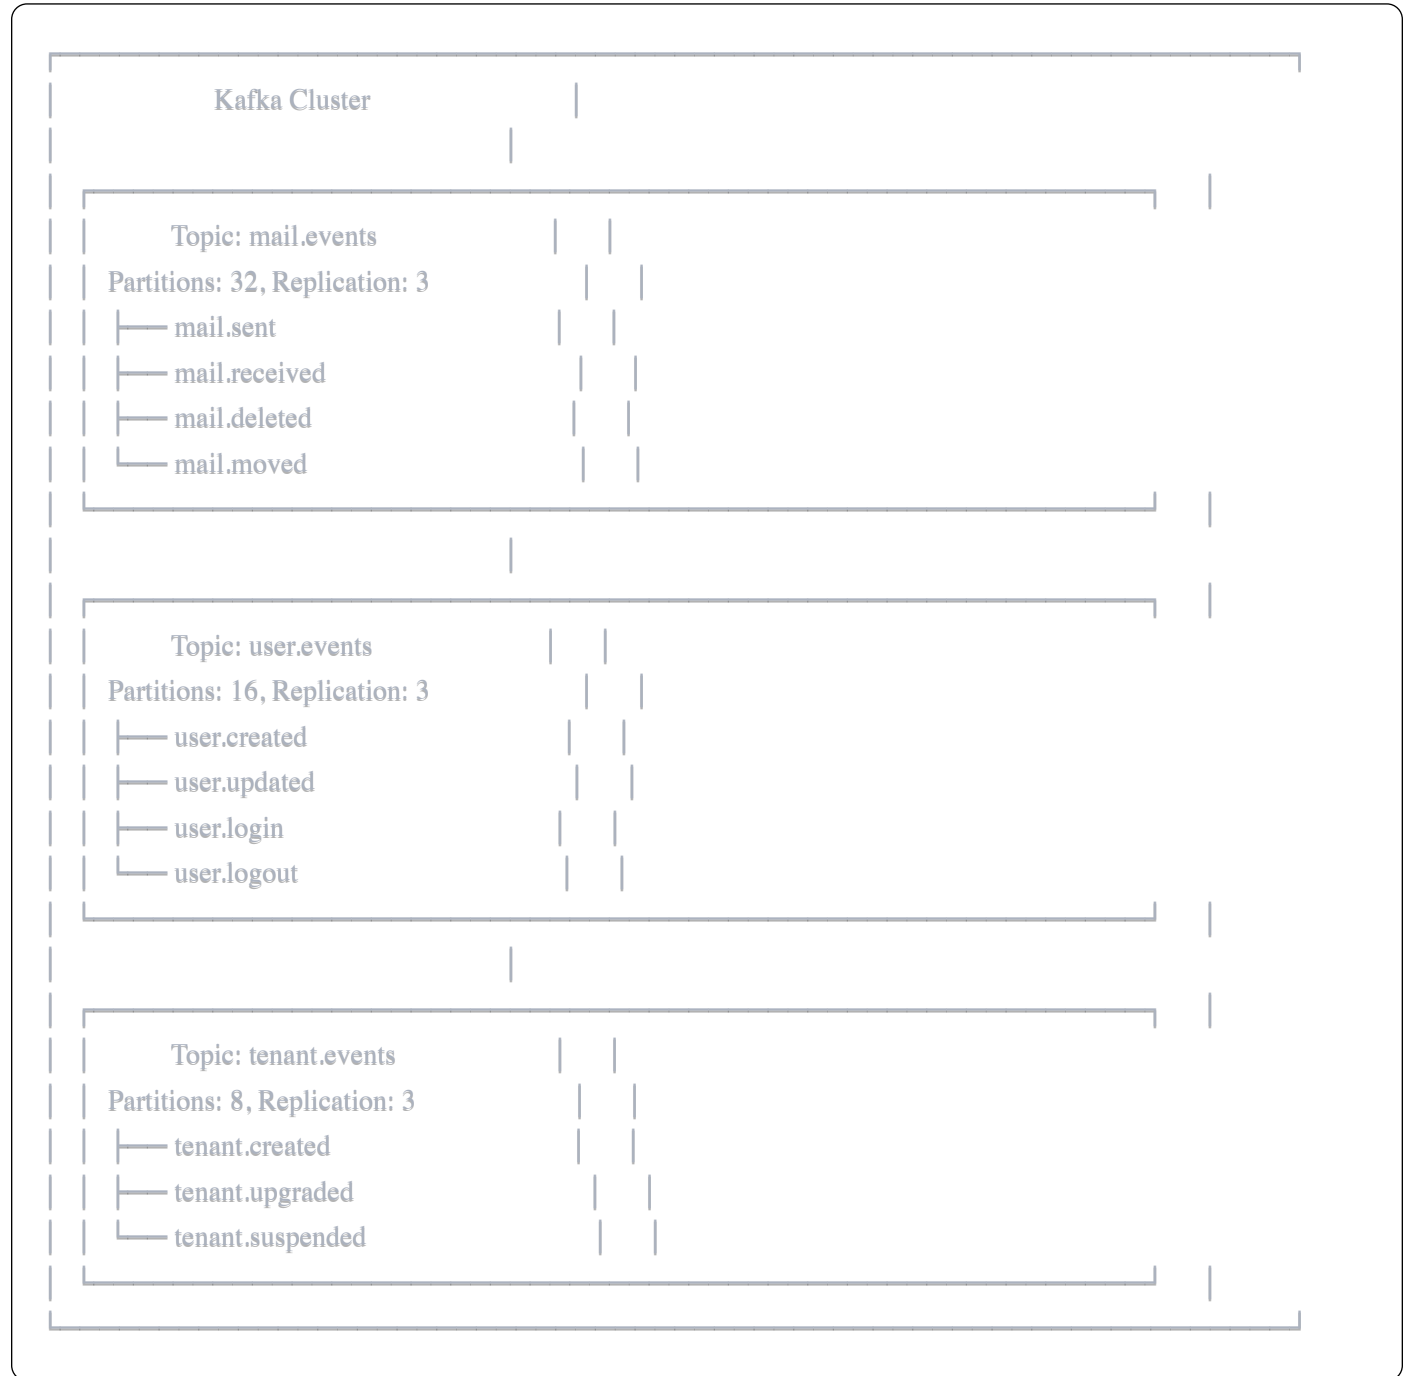 Kafka Cluster
Topic: mail.events
Partitions: 32, Replication: 3
├── mail.sent
├── mail.received
├── mail.deleted
└── mail.moved
Topic: user.events
Partitions: 16, Replication: 3
├── user.created
├── user.updated
├── user.login
└── user.logout
Topic: tenant.events
Partitions: 8, Replication: 3
├── tenant.created
├── tenant.upgraded
└── tenant.suspended